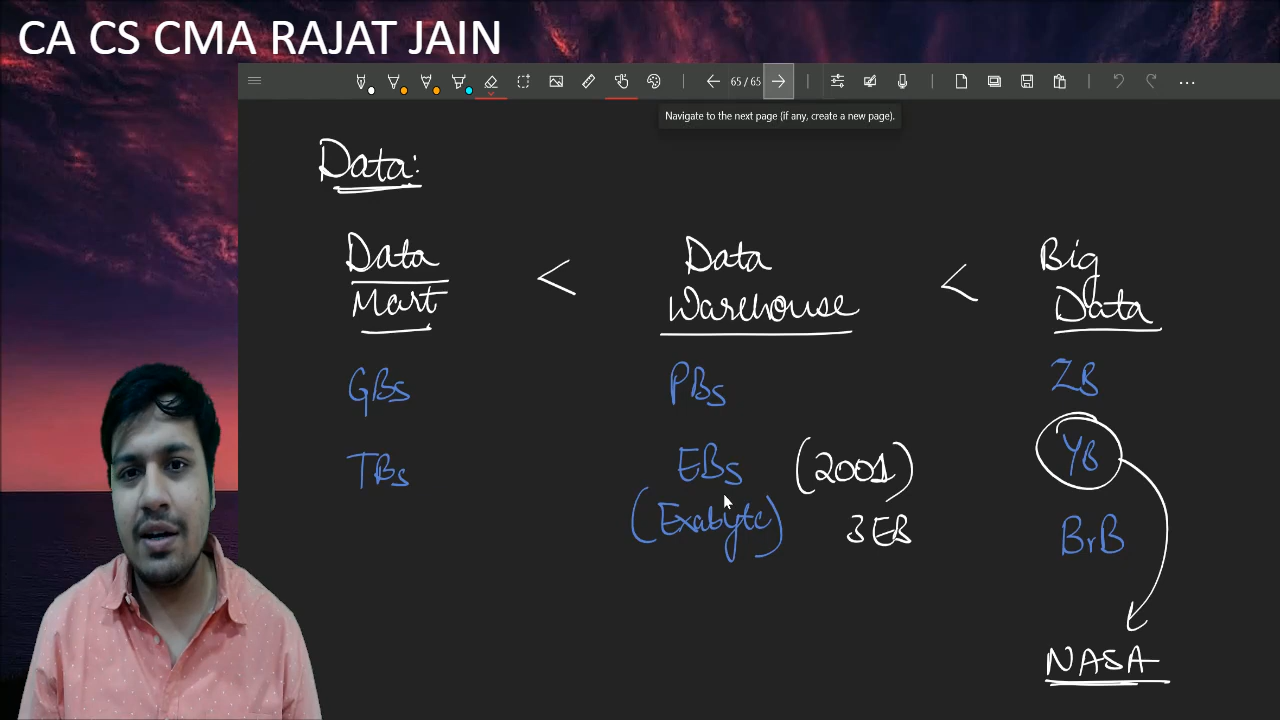 CA CS CMA RAJAT JAIN
65 / 65
Navigate to the next page (if any, create a new page).
Data:
Data Mart < Data Warehouse < Big Data
GBs PBs ZB
TBs EBs (2001) YB
(Exabyte) 3 EB BrB
NASA